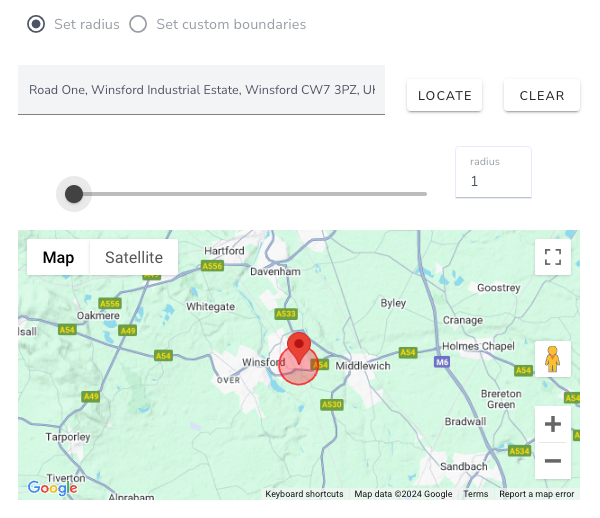 Set radius
Set custom boundaries
Road One, Winsford Industrial Estate, Winsford CW7 3PZ, UK
LOCATE
CLEAR
radius
1
Map
Satellite
Hartford
A556
Davenham
A556
Oakmere
A49
Whitegate
A533
Byley
Goostrey
Cranage
A54
A54
Winsford
A54
Middlewich
A54
M6
Holmes Chapel
A54
OVER
A49
A530
Brereton
Green
Bradwall
A54
Tarporley
A534
Sandbach
Tiverton
Alpraham
Google
Keyboard shortcuts
Map data ©2024 Google
Terms
Report a map error